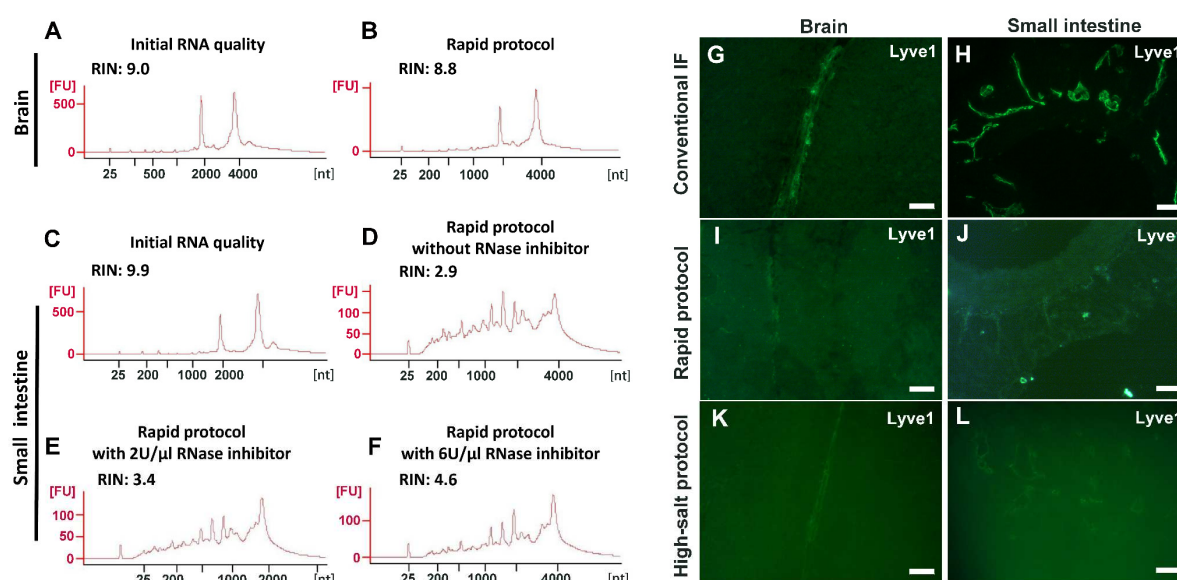 A
Initial RNA quality
RIN: 9.0
[FU]
500
0
25 500 2000 4000 [nt]
Brain
B
Rapid protocol
RIN: 8.8
[FU]
0
25 200 1000 4000 [nt]
C
Initial RNA quality
RIN: 9.9
[FU]
500
0
25 200 1000 2000 [nt]
D
Rapid protocol
without RNase inhibitor
RIN: 2.9
[FU]
100
50
0
25 200 1000 4000 [nt]
Small intestine
E
Rapid protocol
with 2U/µl RNase inhibitor
RIN: 3.4
[FU]
100
50
0
25 200 1000 2000 [nt]
F
Rapid protocol
with 6U/µl RNase inhibitor
RIN: 4.6
[FU]
100
0
25 200 1000 4000 [nt]
Brain
Small intestine
Conventional IF
G
Lyve1
H
Lyve1
Rapid protocol
I
Lyve1
J
Lyve1
High-salt protocol
K
Lyve1
L
Lyve1